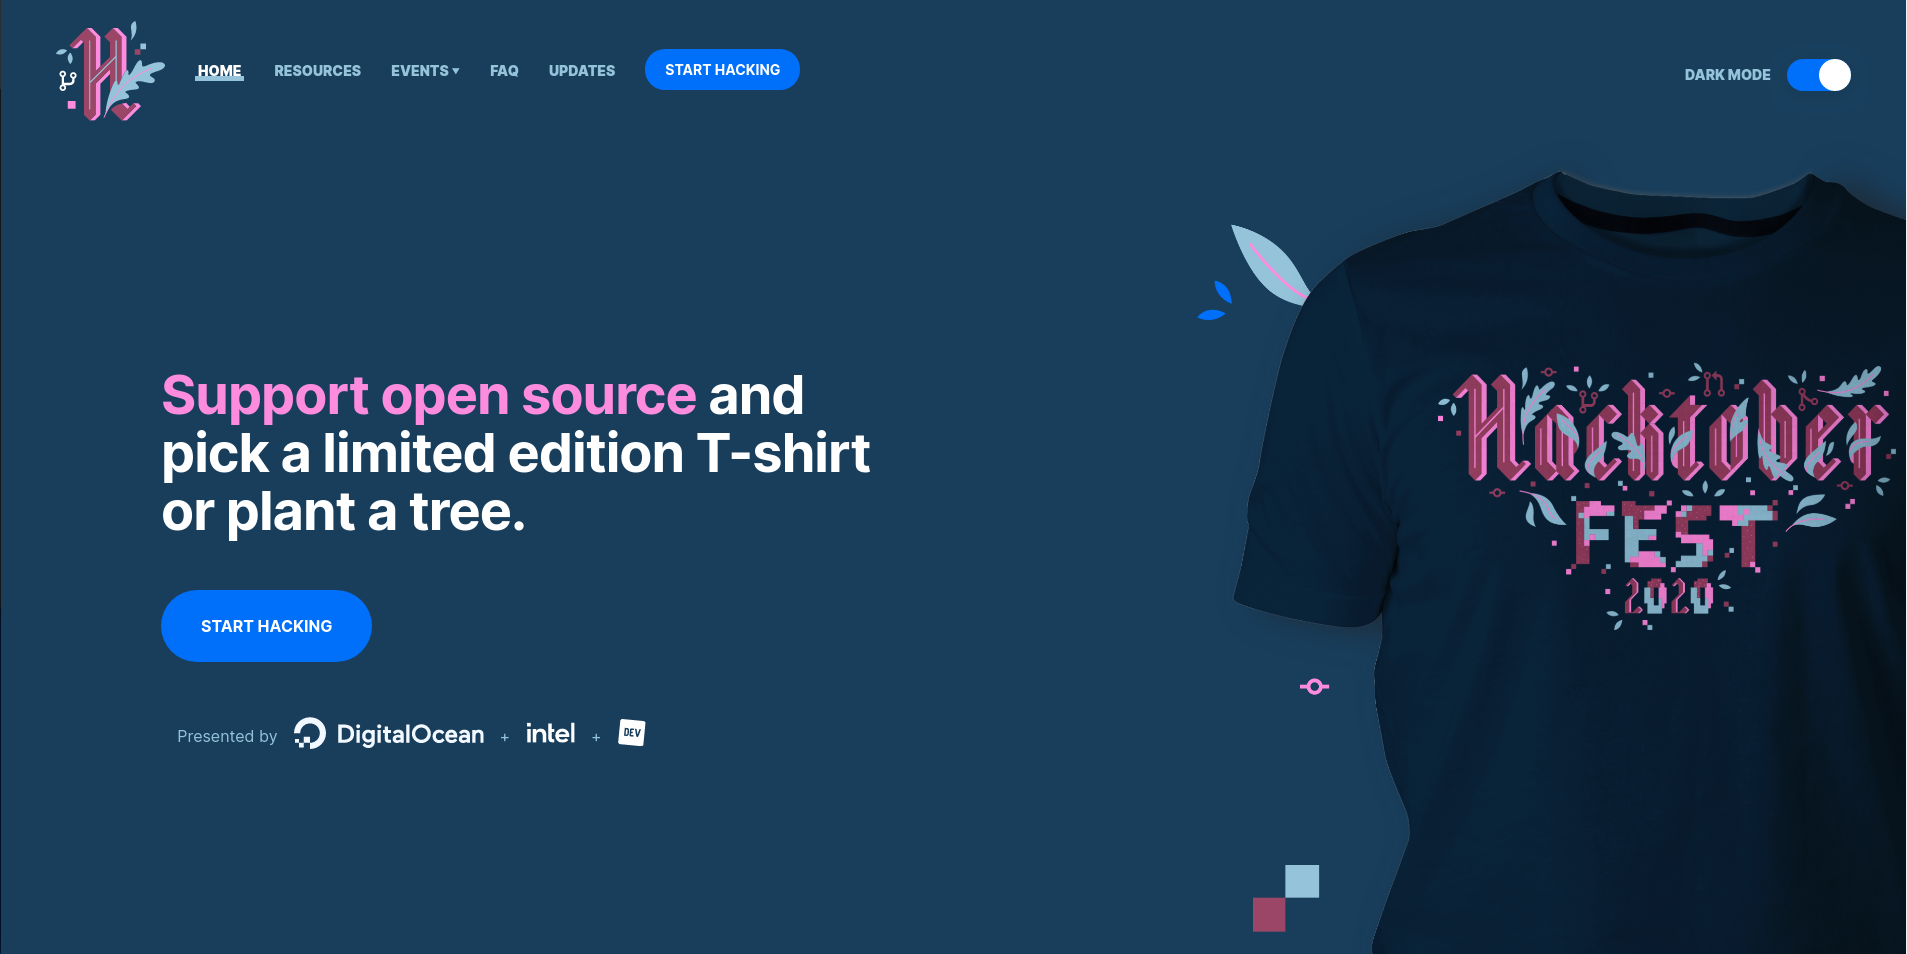 HOME RESOURCES EVENTS FAQ UPDATES START HACKING DARK MODE
Support open source and
pick a limited edition T-shirt
or plant a tree.
START HACKING
Presented by DigitalOcean + intel + DEV
Hacktober
FEST
2020